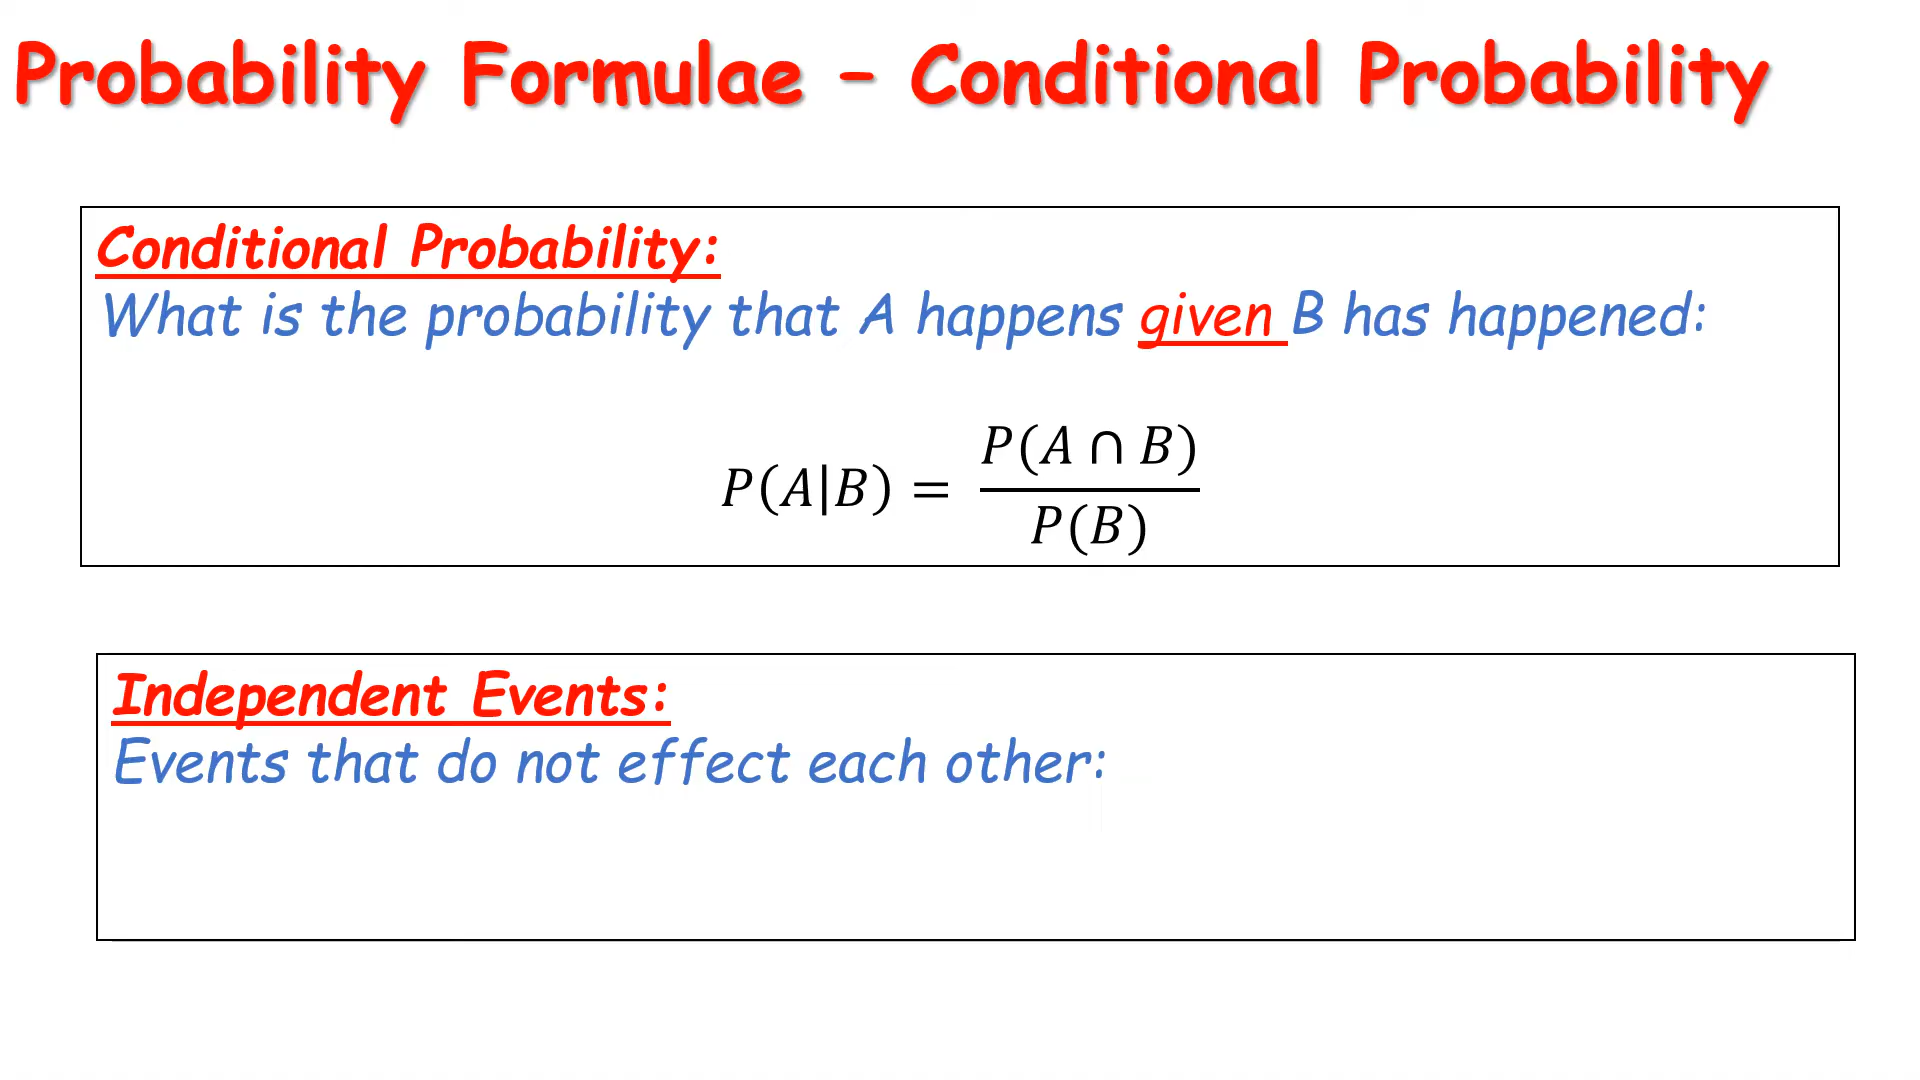 Probability Formulae – Conditional Probability
Conditional Probability:
What is the probability that A happens given B has happened:
P(A|B) = P(A ∩ B) / P(B)
Independent Events:
Events that do not effect each other: